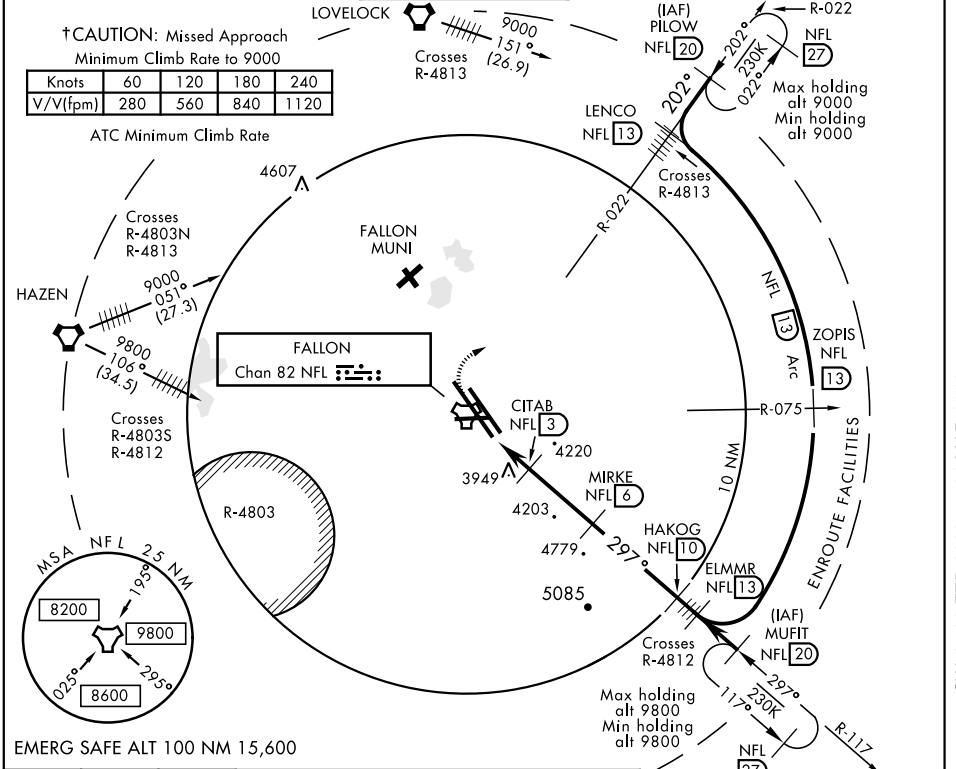 †CAUTION: Missed Approach
Minimum Climb Rate to 9000
Knots 60 120 180 240
V/V(fpm) 280 560 840 1120
ATC Minimum Climb Rate
LOVELOCK
9000
151°
(26.9)
Crosses
R-4813
(IAF)
PILOW
NFL 20
R-022
NFL
27
202°
230K
022°
Max holding
alt 9000
Min holding
alt 9000
202°
LENCO
NFL 13
Crosses
R-4813
R-022
4607
Crosses
R-4803N
R-4813
HAZEN
9000
051°
(27.3)
9800
106°
(34.5)
Crosses
R-4803S
R-4812
FALLON
MUNI
FALLON
Chan 82 NFL
NFL
13
Arc
ZOPIS
NFL
13
R-075
CITAB
NFL 3
4220
3949
MIRKE
NFL 6
4203
4779
5085
297°
HAKOG
NFL 10
ELMMR
NFL 13
10 NM
ENROUTE FACILITIES
R-4803
Crosses
R-4812
(IAF)
MUFIT
NFL 20
297°
230K
117°
R-117
Max holding
alt 9800
Min holding
alt 9800
NFL
27
MSA NFL 25 NM
195°
8200
9800
025°
295°
8600
EMERG SAFE ALT 100 NM 15,600